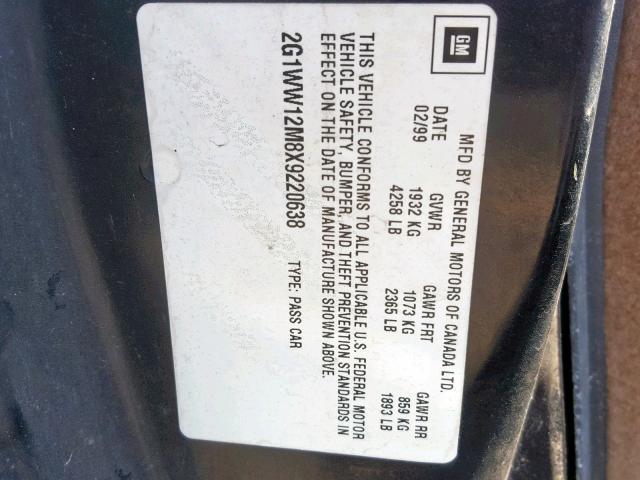 GM
MFD BY GENERAL MOTORS OF CANADA LTD.
DATE GVWR GAWR FRT GAWR RR
02/99 1932 KG 1073 KG 859 KG
4258 LB 2365 LB 1893 LB
THIS VEHICLE CONFORMS TO ALL APPLICABLE U.S. FEDERAL MOTOR
VEHICLE SAFETY, BUMPER, AND THEFT PREVENTION STANDARDS IN
EFFECT ON THE DATE OF MANUFACTURE SHOWN ABOVE.
2G1WW12M8X9220638 TYPE: PASS CAR